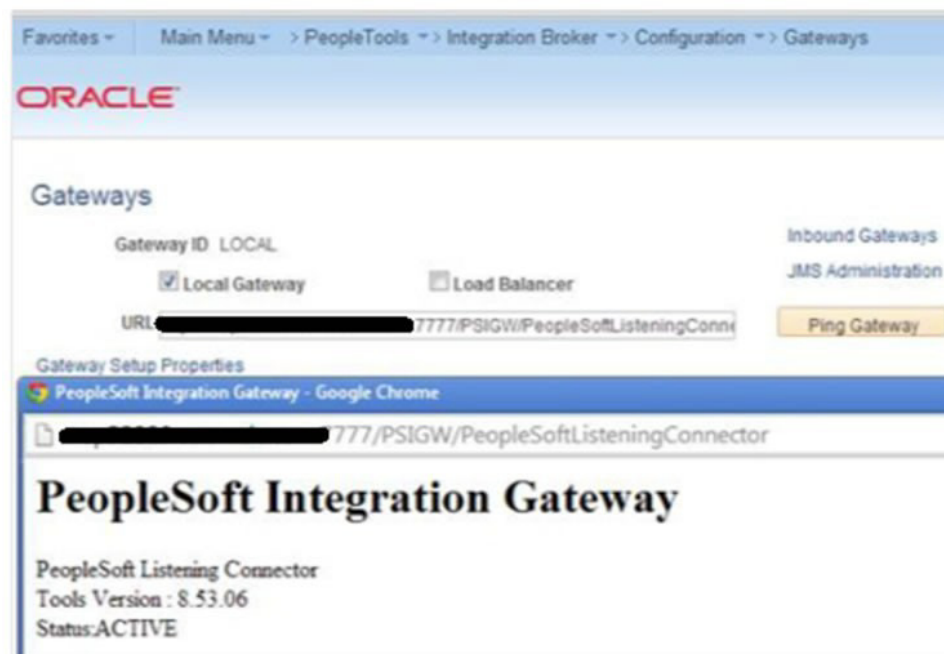 Favorites Main Menu > PeopleTools > Integration Broker > Configuration > Gateways
ORACLE
Gateways
Gateway ID LOCAL
Inbound Gateways
Local Gateway Load Balancer
JMS Administration
URL 7777/PSIGW/PeopleSoftListeningConne
Ping Gateway
Gateway Setup Properties
PeopleSoft Integration Gateway - Google Chrome
7777/PSIGW/PeopleSoftListeningConnector
PeopleSoft Integration Gateway
PeopleSoft Listening Connector
Tools Version : 8.53.06
Status:ACTIVE